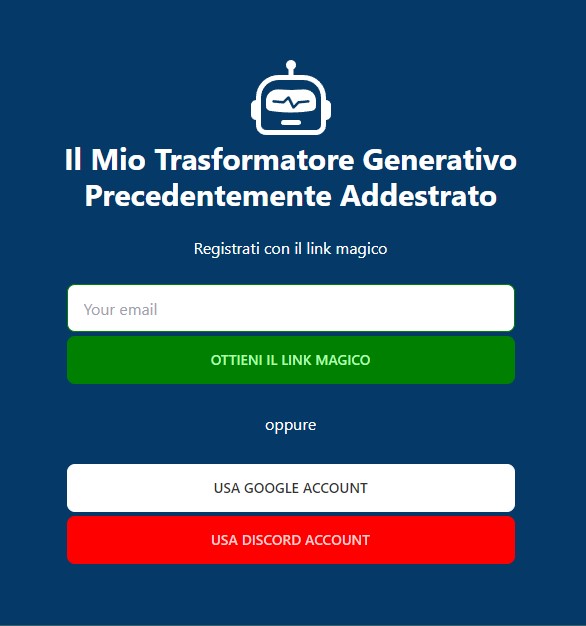 Il Mio Trasformatore Generativo
Precedentemente Addestrato
Registrati con il link magico
Your email
OTTIENI IL LINK MAGICO
oppure
USA GOOGLE ACCOUNT
USA DISCORD ACCOUNT